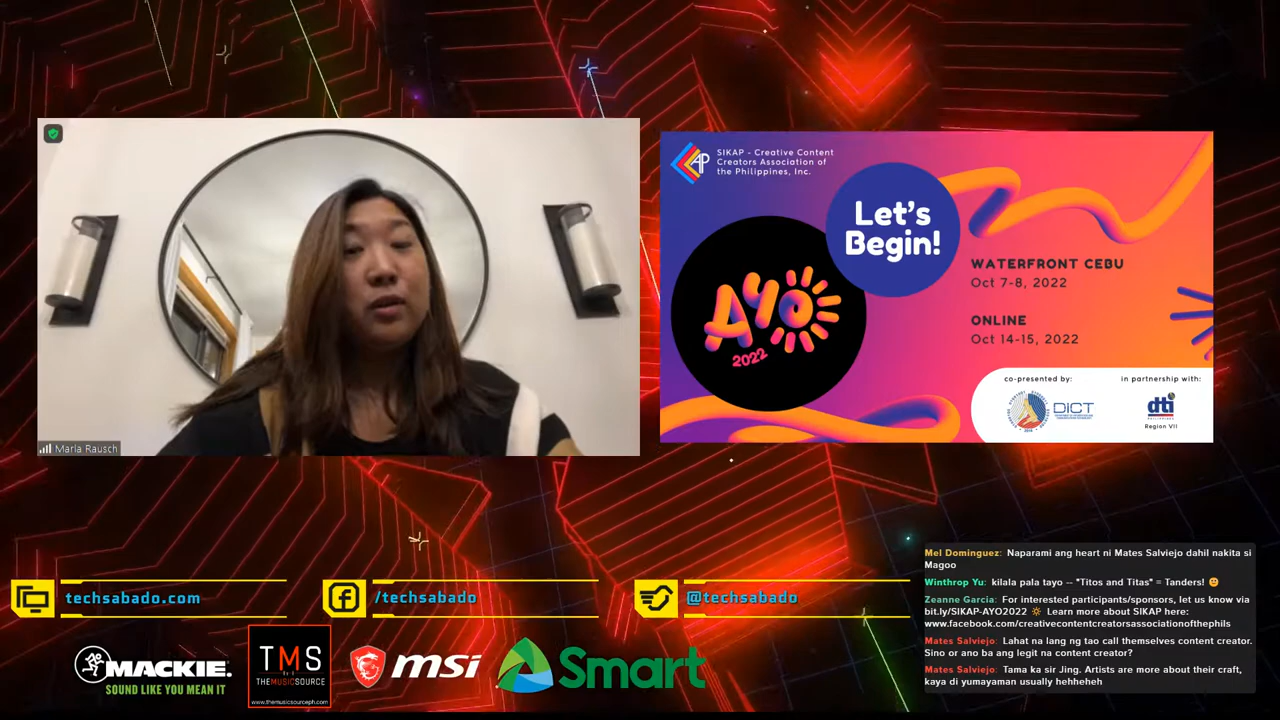 Marla Rausch
SIKAP - Creative Content
Creators Association of
the Philippines, Inc.
Let's
Begin!
AYO
2022
WATERFRONT CEBU
Oct 7-8, 2022
ONLINE
Oct 14-15, 2022
co-presented by:
in partnership with:
DICT
dti
PHILIPPINES
Region VII
Mel Dominguez: Naparami ang heart ni Mates Salviejo dahil nakita si
Magoo
Winthrop Yu: kilala pala tayo -- "Titos and Titas" = Tanders! 🙂
Zeanne Garcia: For interested participants/sponsors, let us know via
bit.ly/SIKAP-AYO2022 🔆 Learn more about SIKAP here:
www.facebook.com/creativecontentcreatorsassociationofthephils
Mates Salviejo: Lahat na lang ng tao call themselves content creator.
Sino or ano ba ang legit na content creator?
Mates Salviejo: Tama ka sir Jing. Artists are more about their craft,
kaya di yumayaman usually hehheheh
techsabado.com
/techsabado
@techsabado
MACKIE.
SOUND LIKE YOU MEAN IT
TMS
THEMUSICSOURCE
www.themusicsourceph.com
msi
Smart